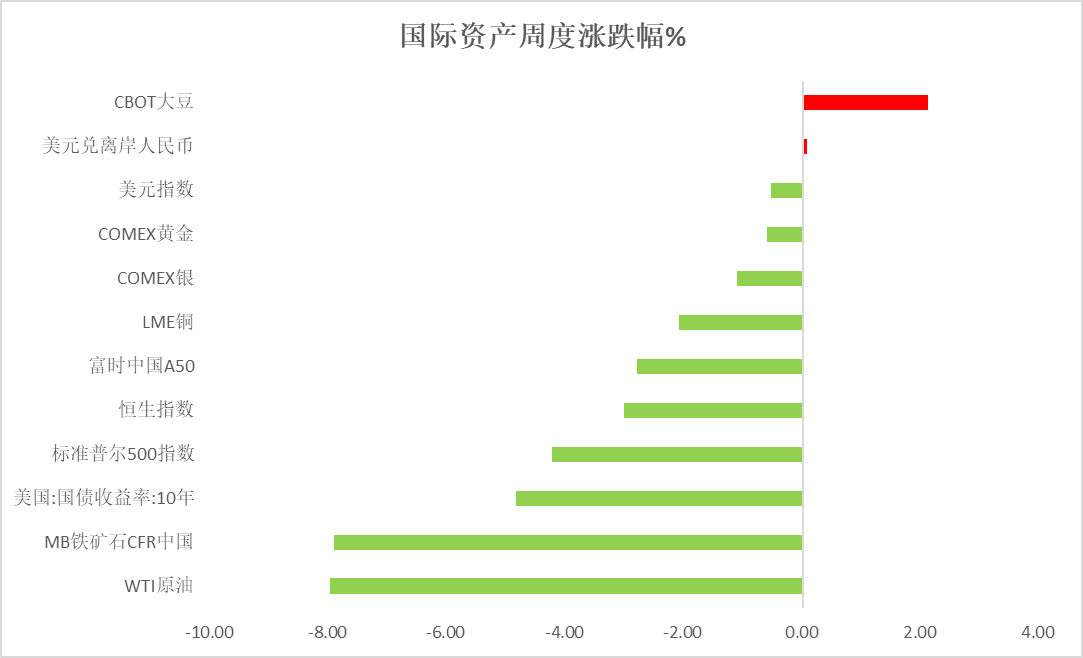 国际资产周度涨跌幅%
CBOT大豆
美元兑离岸人民币
美元指数
COMEX黄金
COMEX银
LME铜
富时中国A50
恒生指数
标准普尔500指数
美国:国债收益率:10年
MB铁矿石CFR中国
WTI原油
-10.00 -8.00 -6.00 -4.00 -2.00 0.00 2.00 4.00